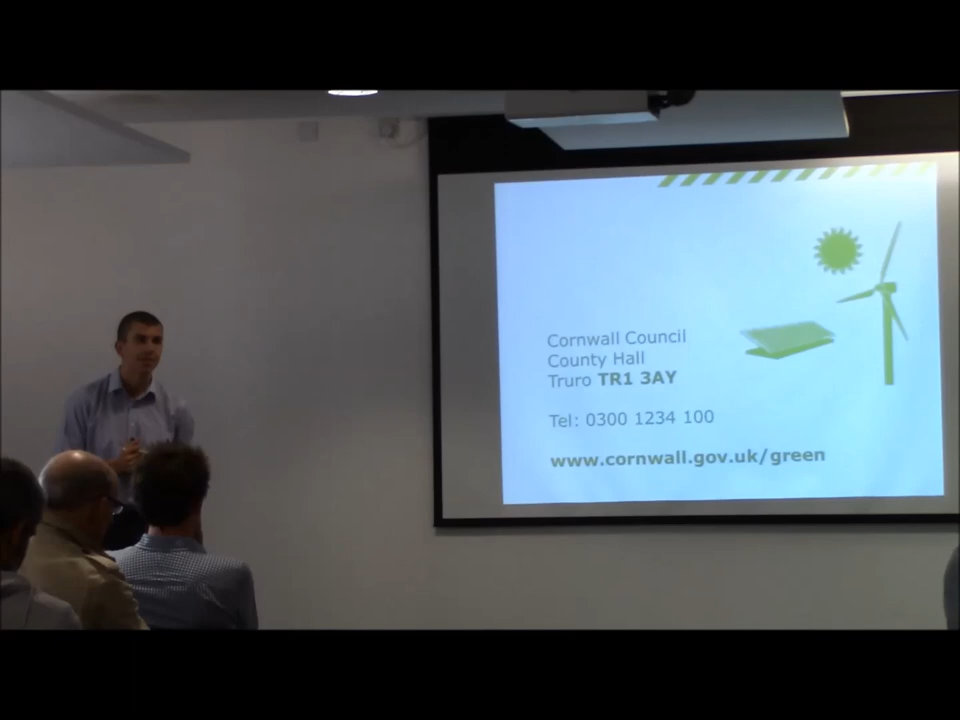 Cornwall Council
County Hall
Truro TR1 3AY
Tel: 0300 1234 100
www.cornwall.gov.uk/green